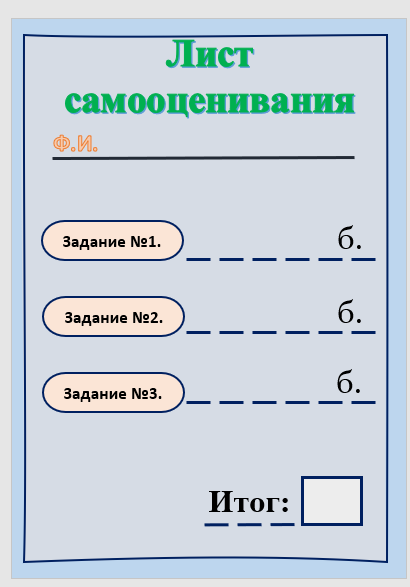 Лист
самооценивания
Ф.И.
Задание №1. б.
Задание №2. б.
Задание №3. б.
Итог: